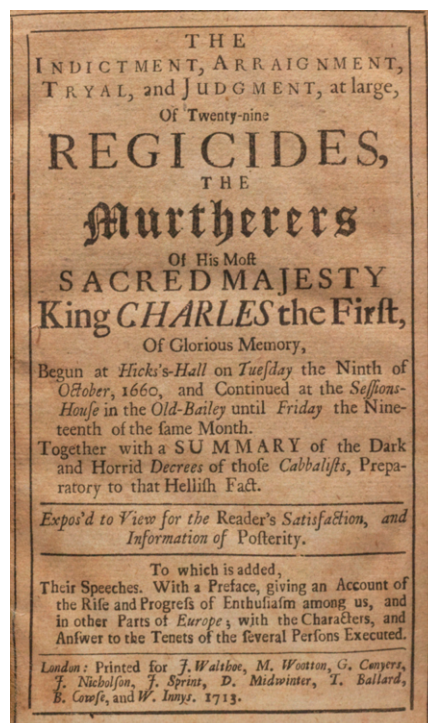 THE
INDICTMENT, ARRAIGNMENT,
TRYAL, and JUDGMENT, at large,
Of Twenty-nine
REGICIDES,
THE
Murtherers
Of His Moſt
SACRED MAJESTY
King CHARLES the Firſt,
Of Glorious Memory,
Begun at Hicks's-Hall on Tueſday the Ninth of
October, 1660, and Continued at the Seſſions-
Houſe in the Old-Bailey until Friday the Nine-
teenth of the ſame Month.
Together with a SUMMARY of the Dark
and Horrid Decrees of thoſe Cabbaliſts, Prepa-
ratory to that Helliſh Fact.
Expos'd to View for the Reader's Satisfaction, and
Information of Poſterity.
To which is added,
Their Speeches. With a Preface, giving an Account of
the Riſe and Progreſs of Enthuſiaſm among us, and
in other Parts of Europe; with the Characters, and
Anſwer to the Tenets of the ſeveral Perſons Executed.
London: Printed for J. Walthoe, M. Wootton, G. Conyers,
J. Nicholſon, J. Sprint, D. Midwinter, T. Ballard,
B. Cowſe, and W. Innys. 1713.